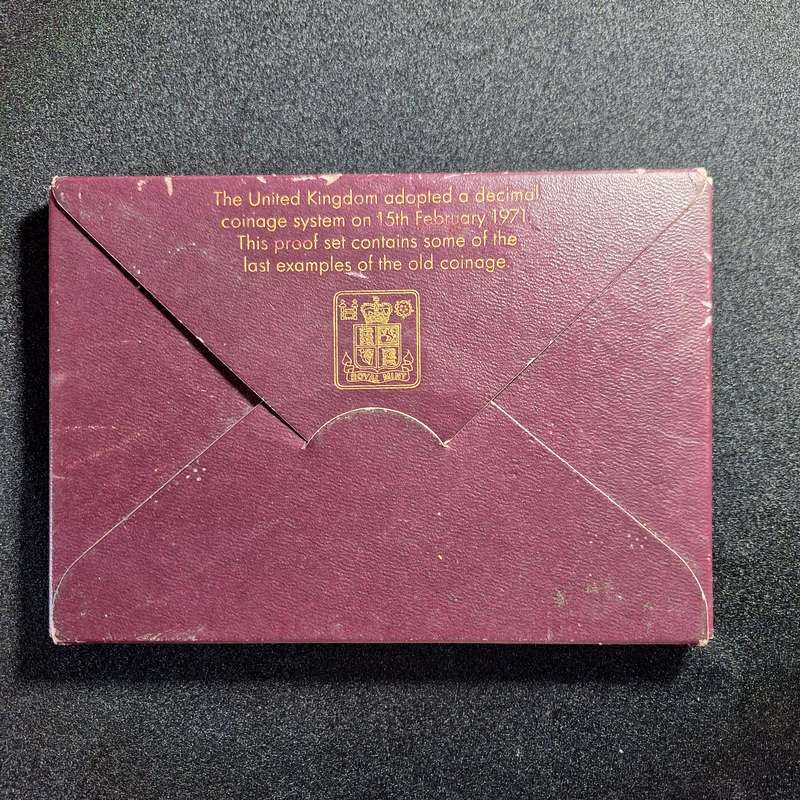 The United Kingdom adopted a decimal
coinage system on 15th February 1971.
This proof set contains some of the
last examples of the old coinage.
ROYAL MINT